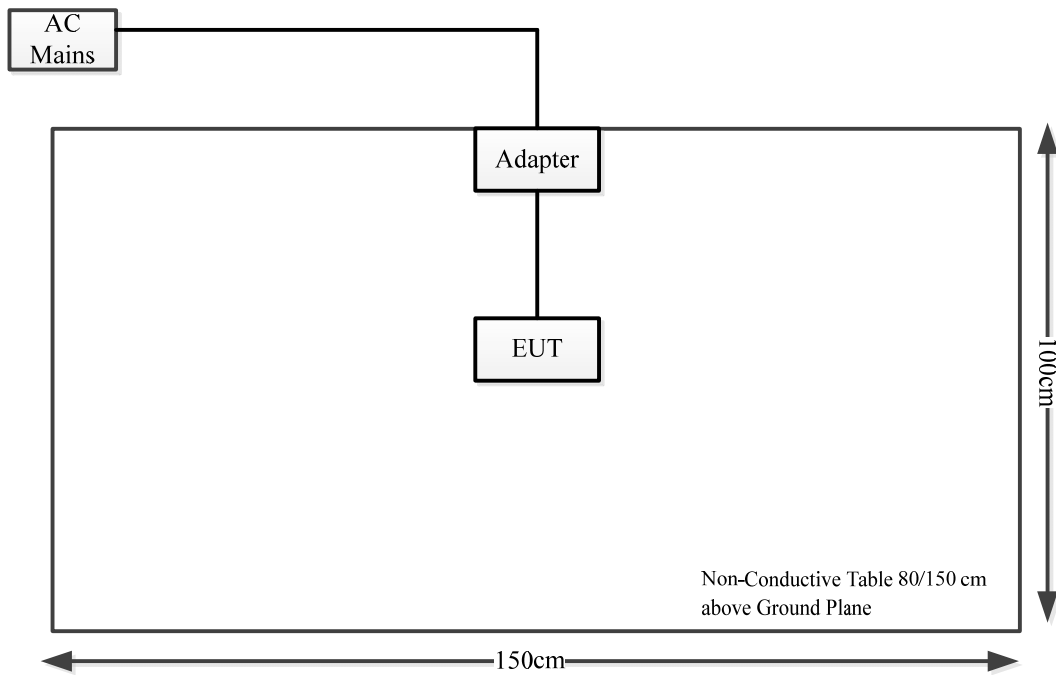 AC
Mains
Adapter
EUT
100cm
Non-Conductive Table 80/150 cm
above Ground Plane
150cm